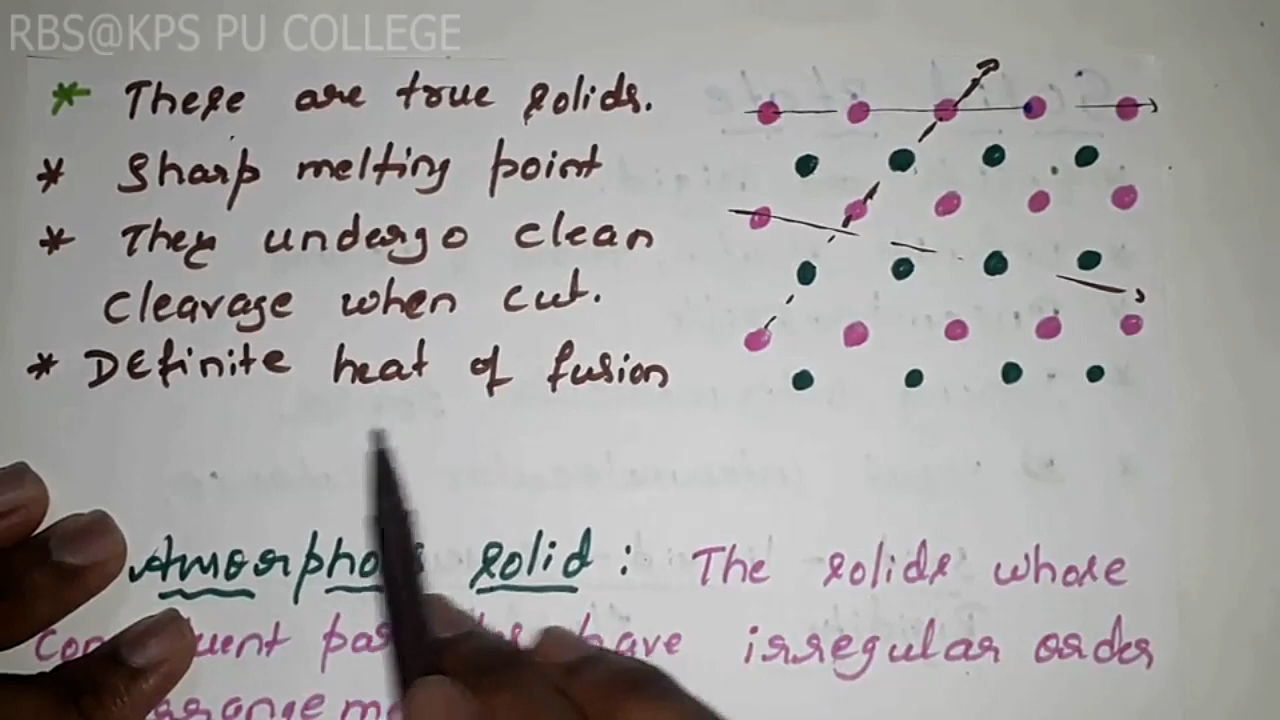 RBS@KPS PU COLLEGE
* These are true solids.
* Sharp melting point
* They undergo clean
cleavage when cut.
* Definite heat of fusion
solid : The solids whose
have irregular order